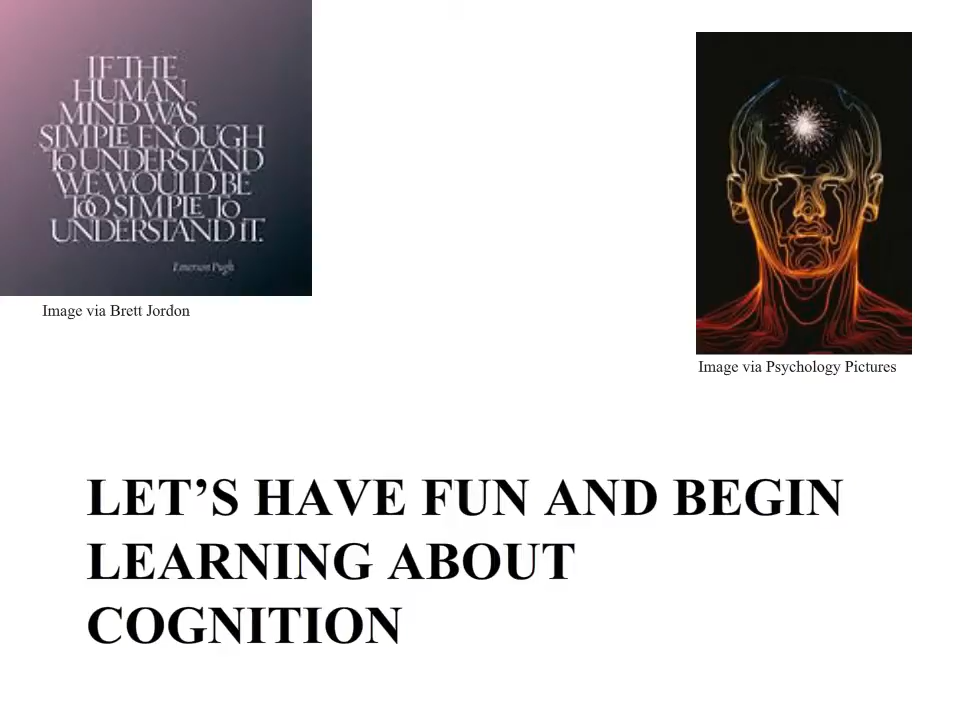 IF THE
HUMAN
MIND WAS
SIMPLE ENOUGH
TO UNDERSTAND
WE WOULD BE
TOO SIMPLE TO
UNDERSTAND IT.
Emerson Pugh
Image via Brett Jordon
Image via Psychology Pictures
LET’S HAVE FUN AND BEGIN
LEARNING ABOUT
COGNITION